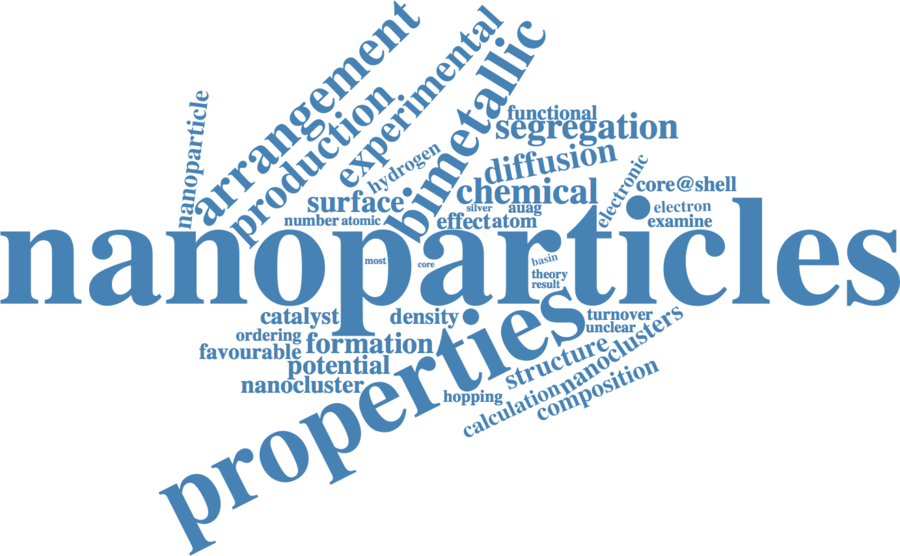 nanoparticle
arrangement
production
experimental
hydrogen
bimetallic
functional
segregation
diffusion
chemical
electronic
core@shell
surface
silver
auag
electron
number
atomic
effect
atom
examine
nanoparticles
most
core
basin
theory
result
catalyst
density
properties
turnover
unclear
ordering
formation
favourable
potential
nanocluster
hopping
structure
nanoclusters
calculation
composition